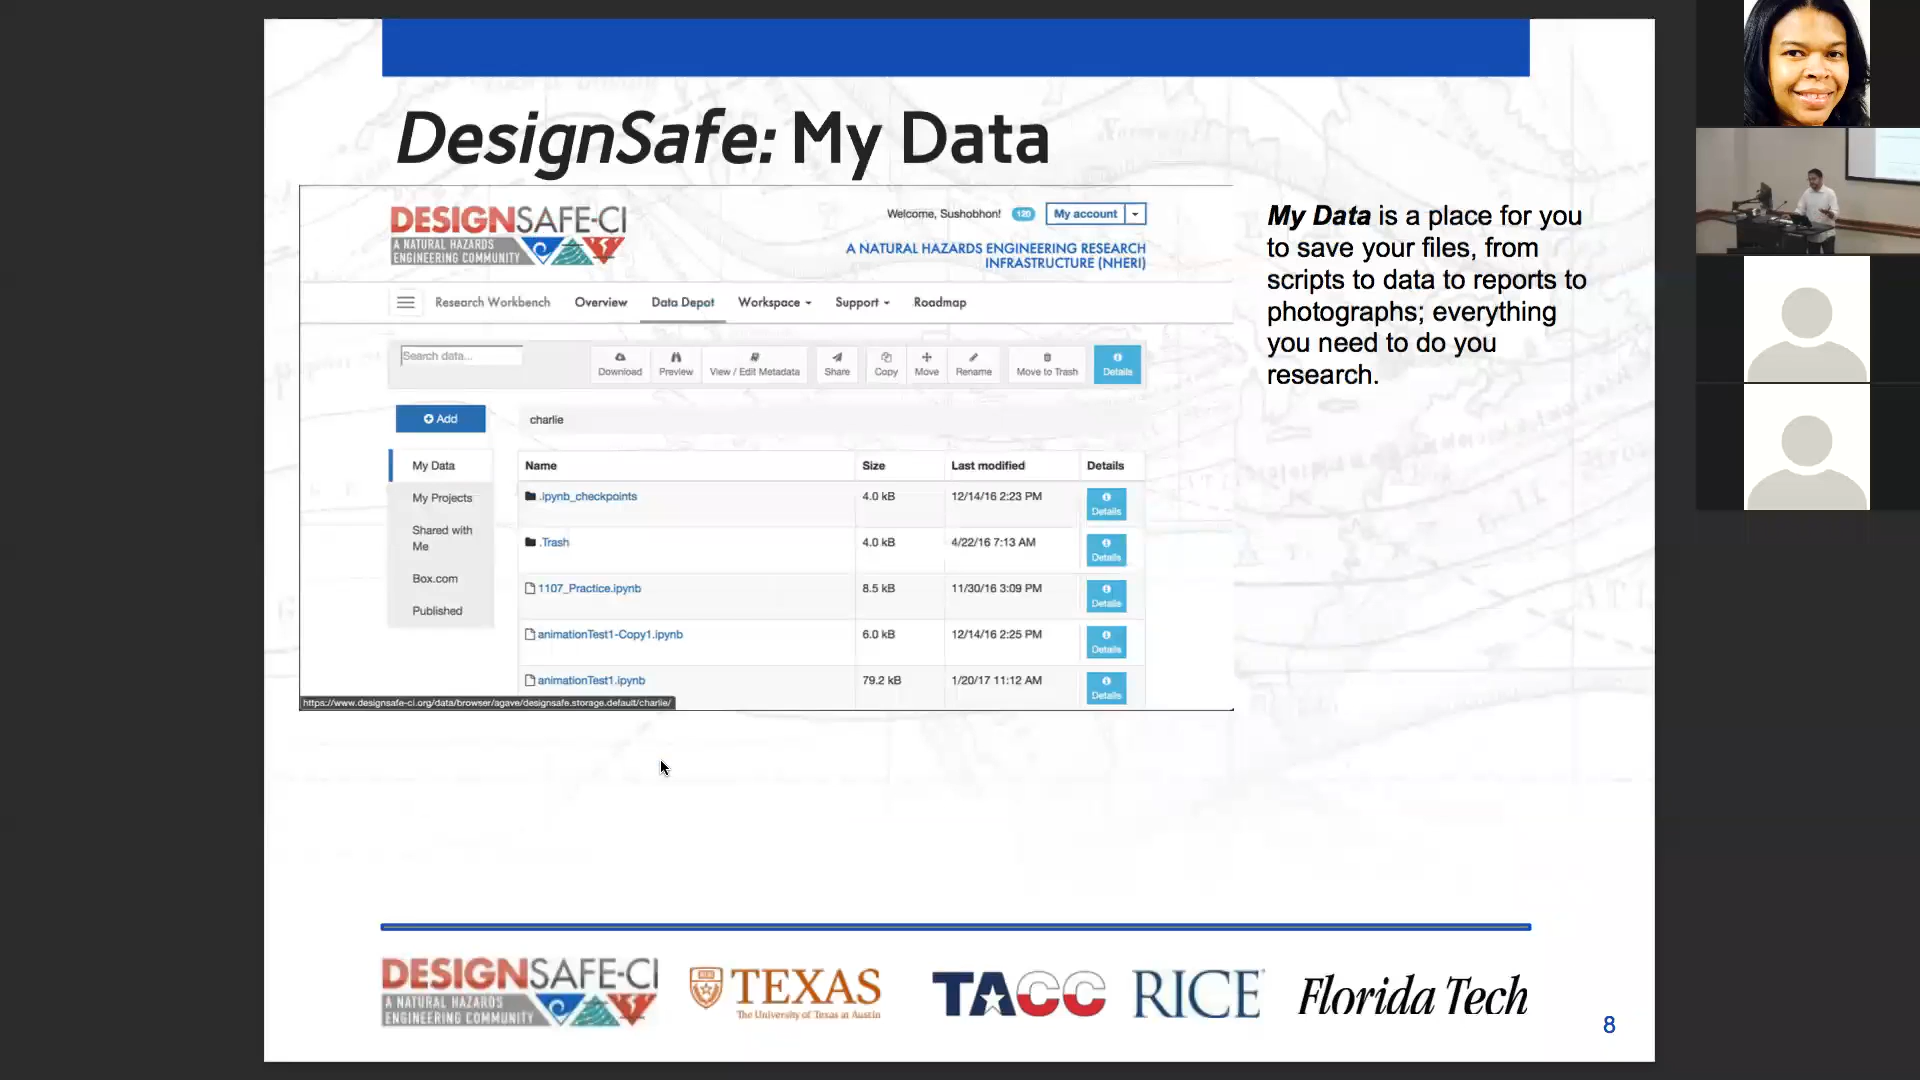 DesignSafe: My Data
DESIGNSAFE-CI
A NATURAL HAZARDS
ENGINEERING COMMUNITY
Welcome, Sushobhon!
120
My account
A NATURAL HAZARDS ENGINEERING RESEARCH
INFRASTRUCTURE (NHERI)
Research Workbench
Overview
Data Depot
Workspace
Support
Roadmap
Search data...
Download
Preview
View / Edit Metadata
Share
Copy
Move
Rename
Move to Trash
Details
Add
charlie
My Data
My Projects
Shared with
Me
Box.com
Published
Name Size Last modified Details
.ipynb_checkpoints 4.0 kB 12/14/16 2:23 PM Details
.Trash 4.0 kB 4/22/16 7:13 AM Details
1107_Practice.ipynb 8.5 kB 11/30/16 3:09 PM Details
animationTest1-Copy1.ipynb 6.0 kB 12/14/16 2:25 PM Details
animationTest1.ipynb 79.2 kB 1/20/17 11:12 AM Details
https://www.designsafe-ci.org/data/browser/agave/designsafe.storage.default/charlie/
My Data is a place for you
to save your files, from
scripts to data to reports to
photographs; everything
you need to do you
research.
DESIGNSAFE-CI
A NATURAL HAZARDS
ENGINEERING COMMUNITY
TEXAS
The University of Texas at Austin
TACC
RICE
Florida Tech
8